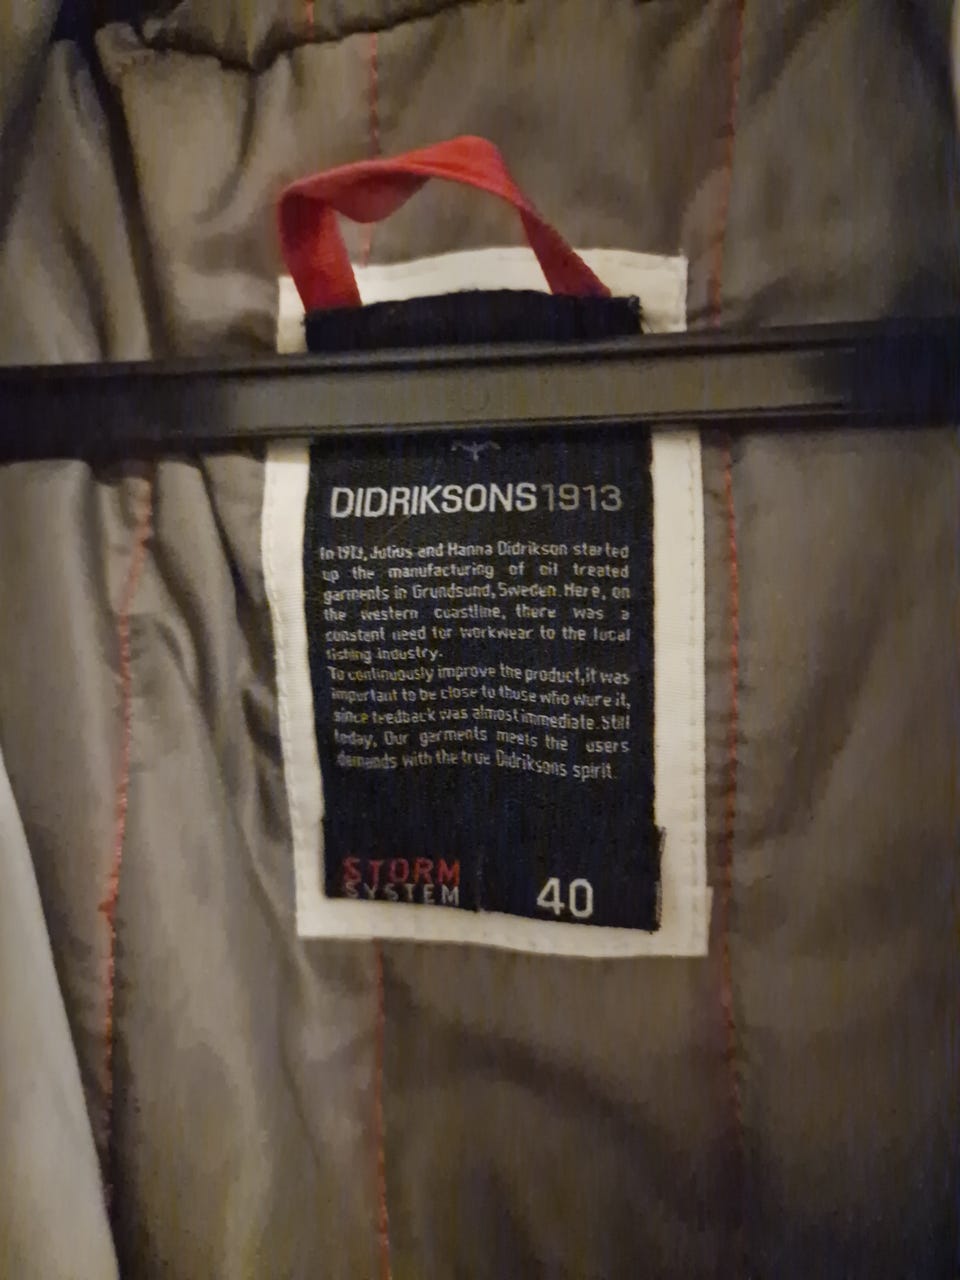 DIDRIKSONS1913
In 1913, Julius and Hanna Didrikson started
up the manufacturing of oil treated
garments in Grundsund, Sweden. Here, on
the western coastline, there was a
constant need for workwear to the local
fishing industry.
To continuously improve the product, it was
important to be close to those who wore it,
since feedback was almost immediate. Still
today, Our garments meets the users
demands with the true Didriksons spirit.
STORM
SYSTEM
40